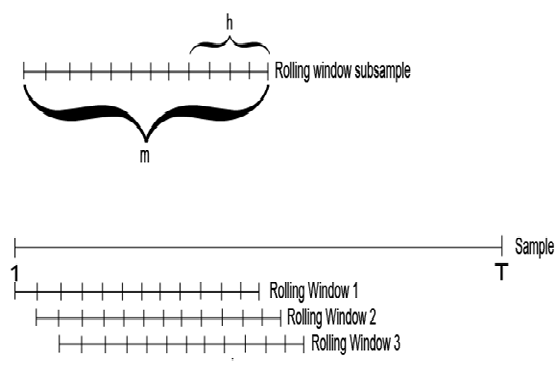 h
Rolling window subsample
m
Sample
1
T
Rolling Window 1
Rolling Window 2
Rolling Window 3